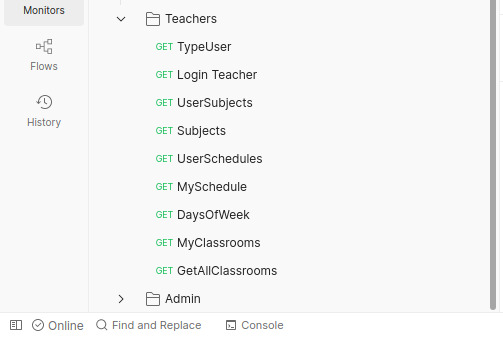 Monitors
Teachers
GET TypeUser
Flows
GET Login Teacher
GET UserSubjects
History
GET Subjects
GET UserSchedules
GET MySchedule
GET DaysOfWeek
GET MyClassrooms
GET GetAllClassrooms
Admin
Online Find and Replace Console